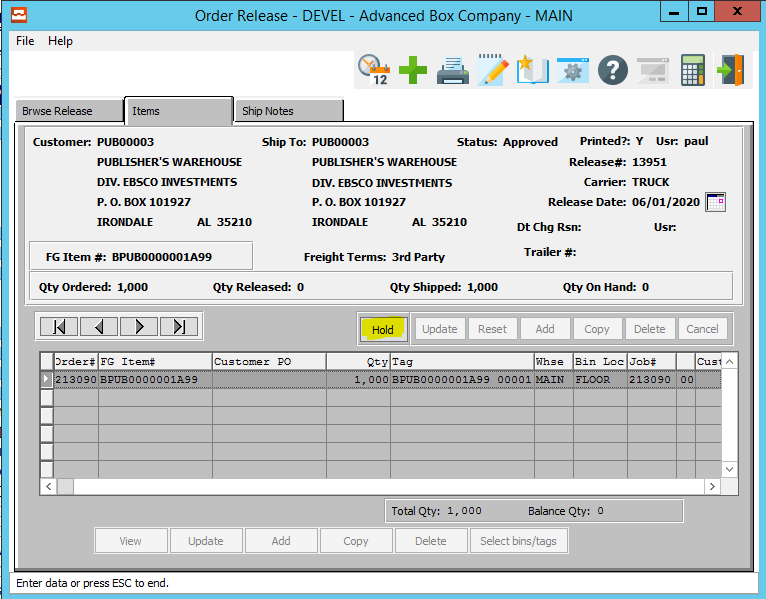 Order Release - DEVEL - Advanced Box Company - MAIN
File Help
12
Brwse Release Items Ship Notes
Customer: PUB00003 Ship To: PUB00003 Status: Approved Printed?: Y Usr: paul
PUBLISHER'S WAREHOUSE PUBLISHER'S WAREHOUSE Release#: 13951
DIV. EBSCO INVESTMENTS DIV. EBSCO INVESTMENTS Carrier: TRUCK
P. O. BOX 101927 P. O. BOX 101927 Release Date: 06/01/2020
IRONDALE AL 35210 IRONDALE AL 35210 Dt Chg Rsn: Usr:
FG Item #: BPUB0000001A99 Freight Terms: 3rd Party Trailer #:
Qty Ordered: 1,000 Qty Released: 0 Qty Shipped: 1,000 Qty On Hand: 0
Hold Update Reset Add Copy Delete Cancel
Order# FG Item# Customer PO Qty Tag Whse Bin Loc Job# Cust
213090 BPUB0000001A99 1,000 BPUB0000001A99 00001 MAIN FLOOR 213090 00
Total Qty: 1,000 Balance Qty: 0
View Update Add Copy Delete Select bins/tags
Enter data or press ESC to end.